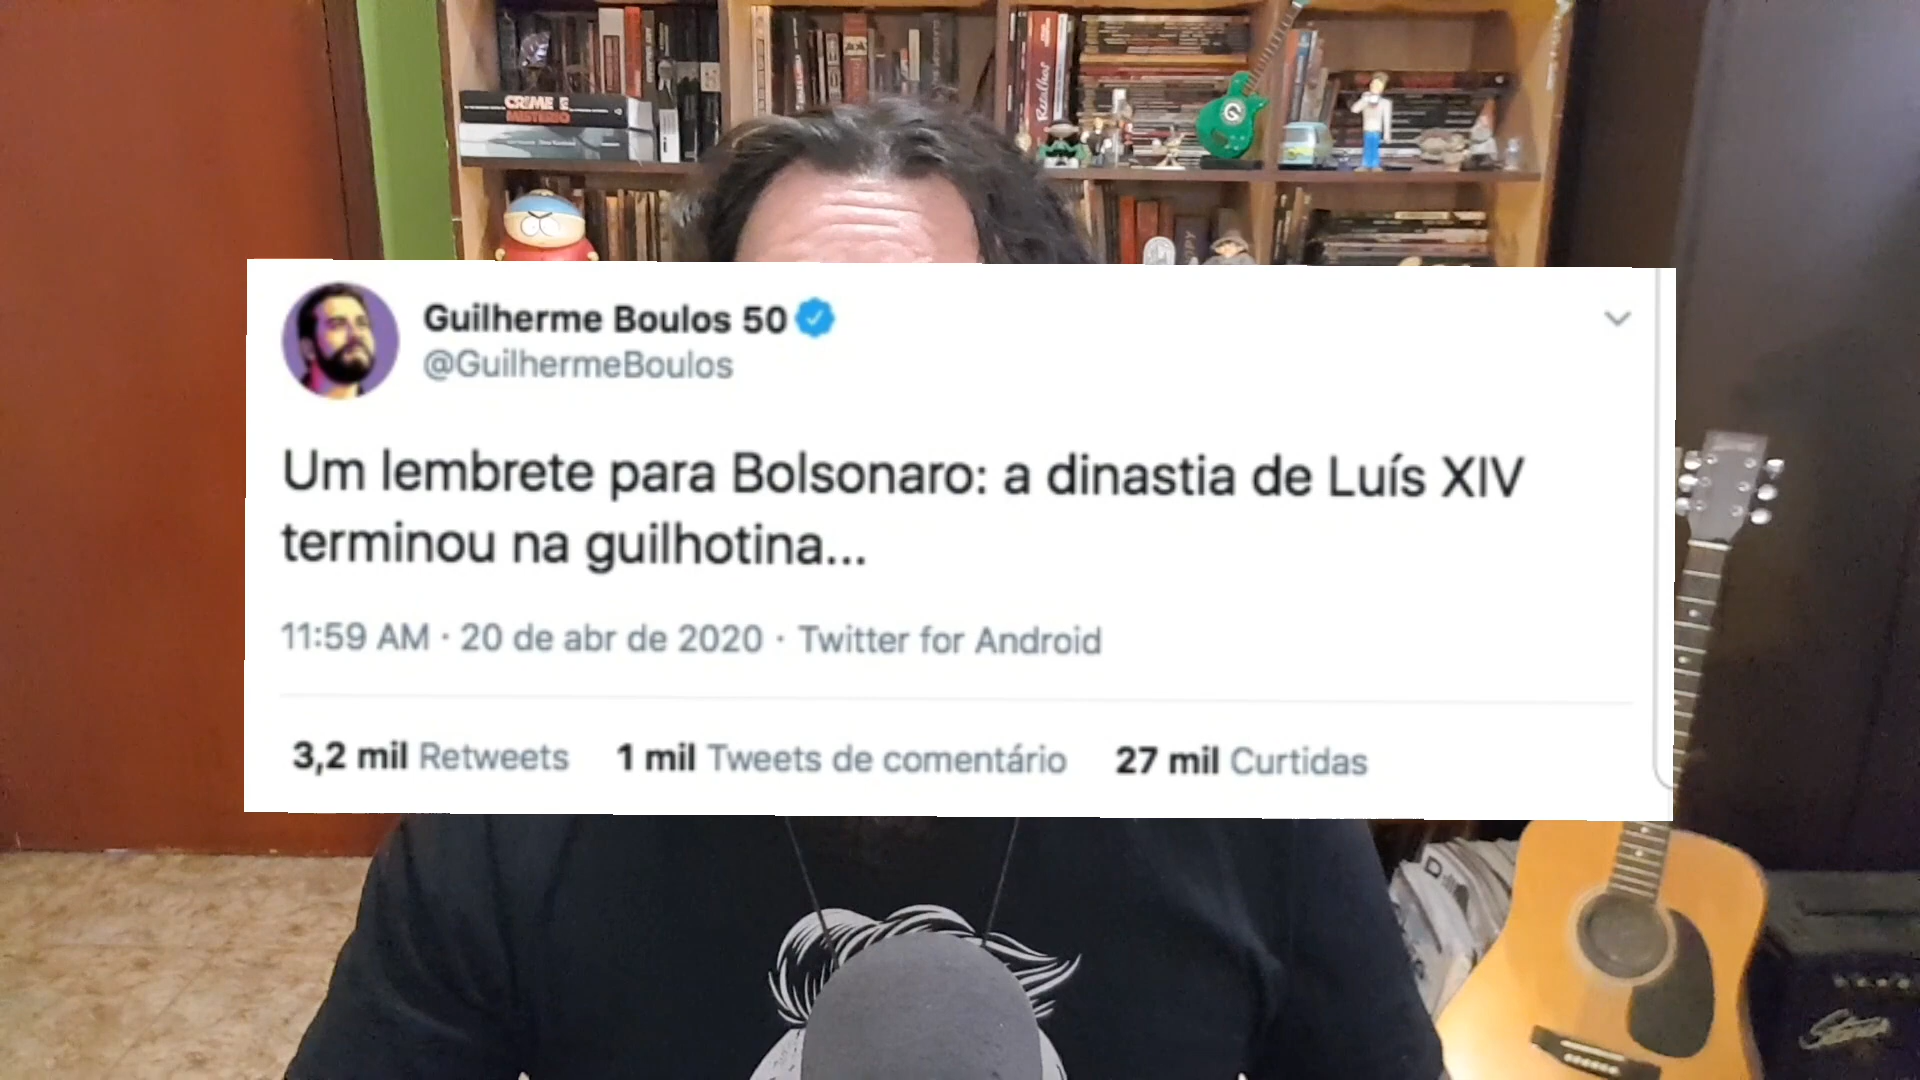 CRIME E
MISTERIO
Retalhos
G
Guilherme Boulos 50
@GuilhermeBoulos
Um lembrete para Bolsonaro: a dinastia de Luís XIV
terminou na guilhotina...
11:59 AM · 20 de abr de 2020 · Twitter for Android
3,2 mil Retweets 1 mil Tweets de comentário 27 mil Curtidas